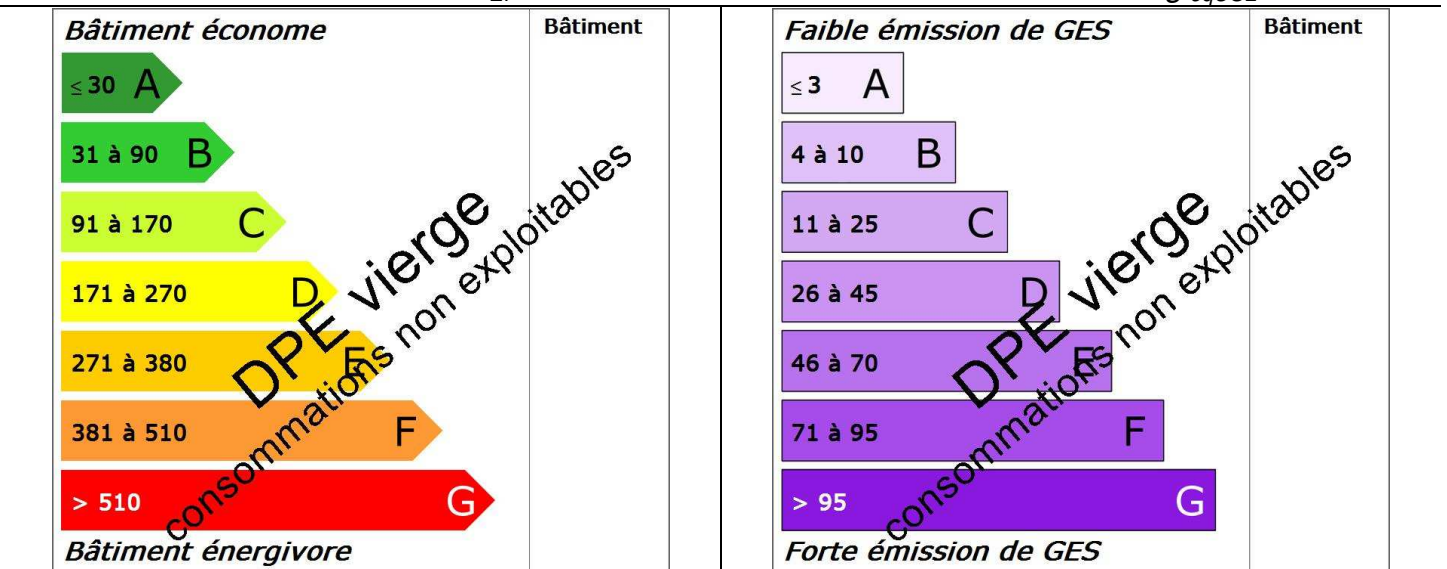 Bâtiment économe
Bâtiment
≤ 30 A
31 à 90 B
91 à 170 C
171 à 270 D
271 à 380 E
381 à 510 F
> 510 G
Bâtiment énergivore
DPE vierge
consommations non exploitables
Faible émission de GES
Bâtiment
≤ 3 A
4 à 10 B
11 à 25 C
26 à 45 D
46 à 70 E
71 à 95 F
> 95 G
Forte émission de GES
DPE vierge
consommations non exploitables